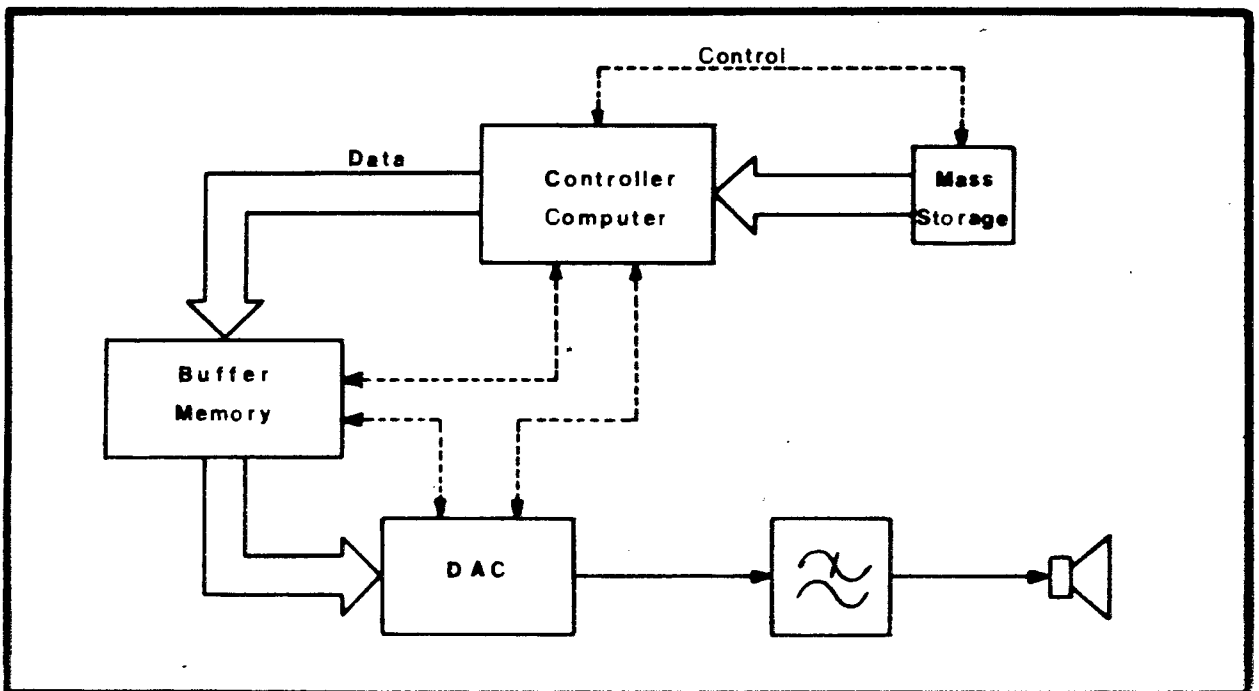 Control
Data
Controller
Computer
Mass
Storage
Buffer
Memory
DAC